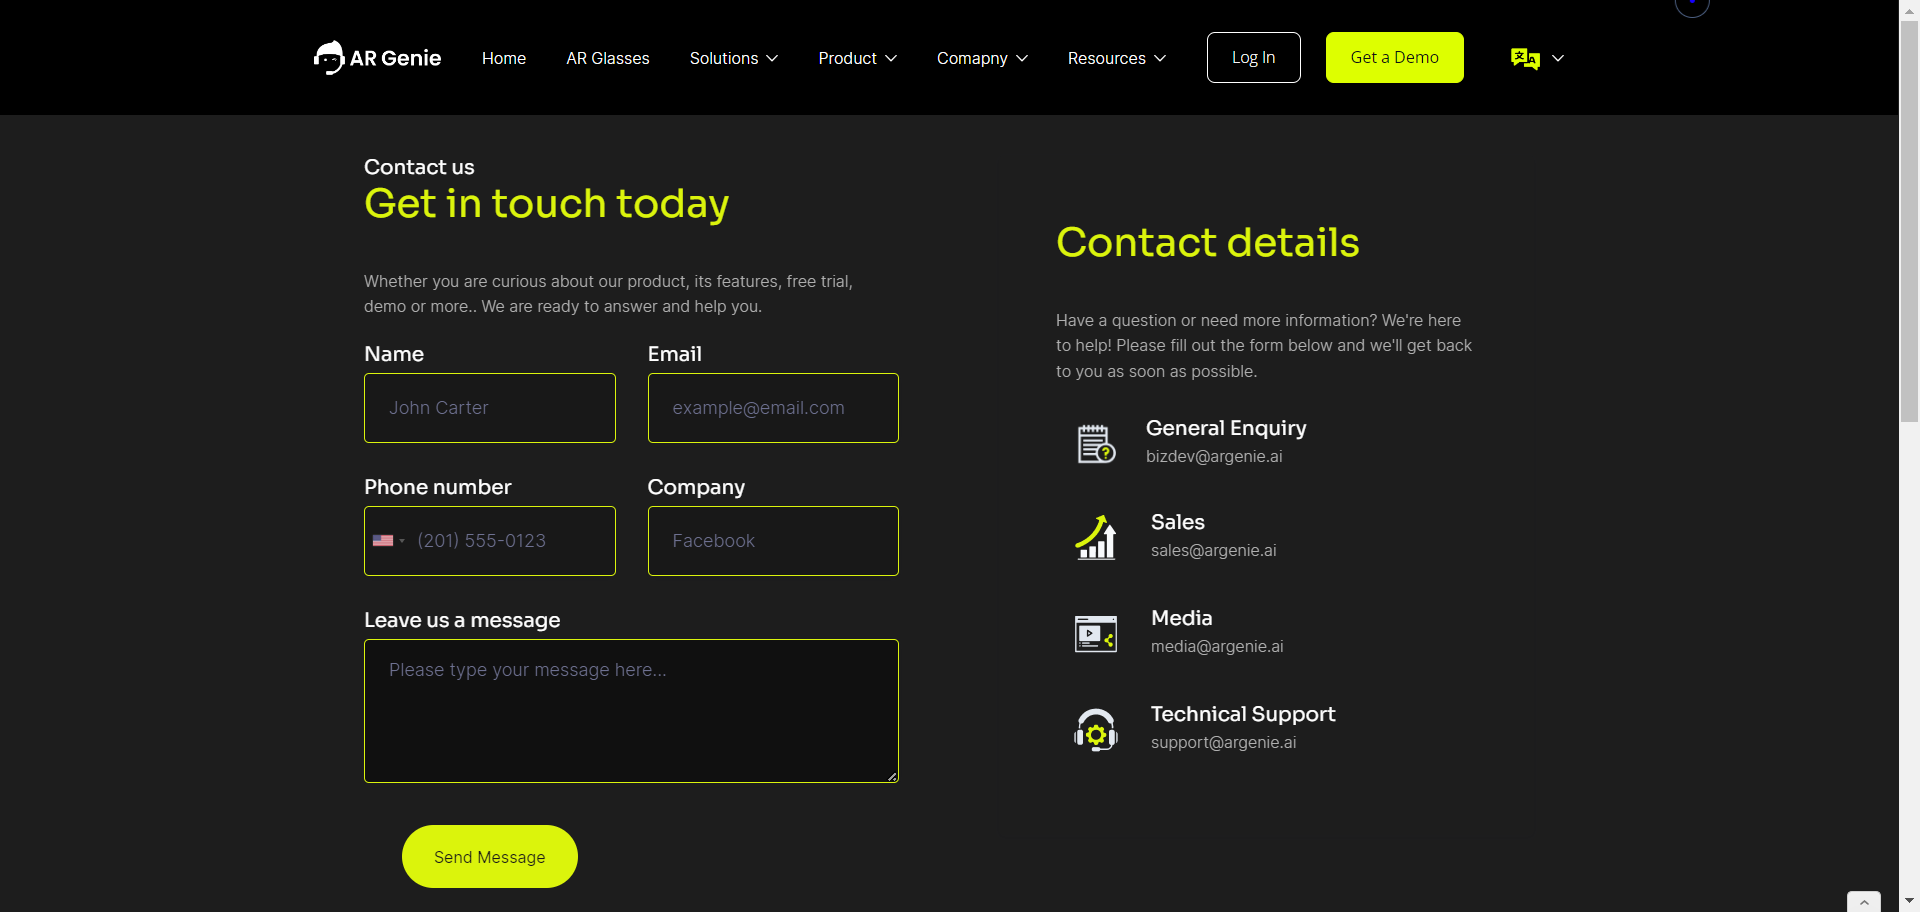 AR Genie
Home
AR Glasses
Solutions
Product
Comapny
Resources
Log In
Get a Demo
Contact us
Get in touch today
Whether you are curious about our product, its features, free trial,
demo or more.. We are ready to answer and help you.
Name
Email
John Carter
example@email.com
Phone number
Company
(201) 555-0123
Facebook
Leave us a message
Please type your message here...
Send Message
Contact details
Have a question or need more information? We're here
to help! Please fill out the form below and we'll get back
to you as soon as possible.
General Enquiry
bizdev@argenie.ai
Sales
sales@argenie.ai
Media
media@argenie.ai
Technical Support
support@argenie.ai